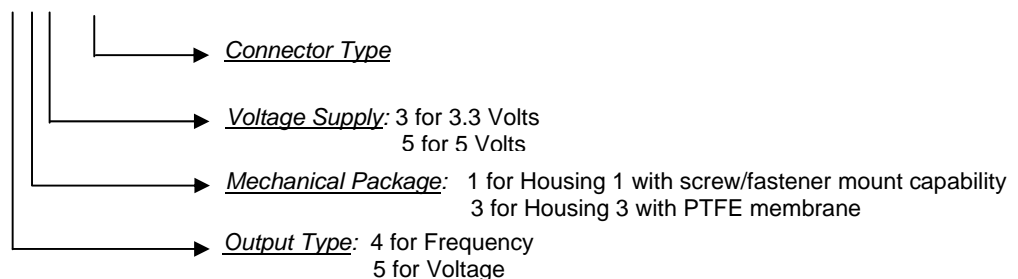 Connector Type
Voltage Supply: 3 for 3.3 Volts
5 for 5 Volts
Mechanical Package: 1 for Housing 1 with screw/fastener mount capability
3 for Housing 3 with PTFE membrane
Output Type: 4 for Frequency
5 for Voltage